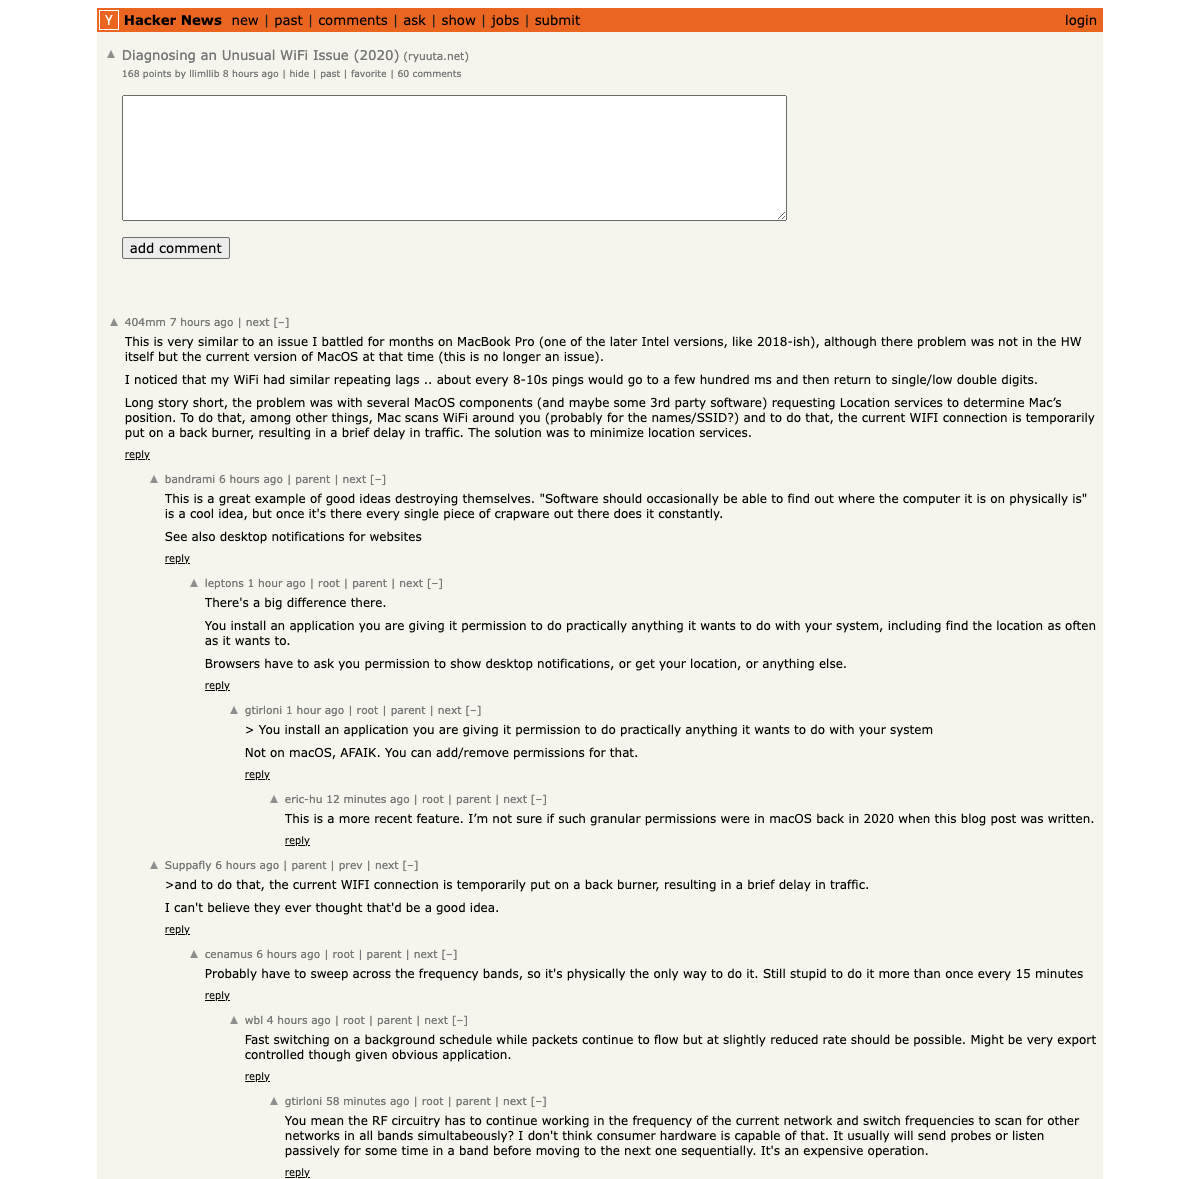 Y Hacker News new | past | comments | ask | show | jobs | submit login
▲ Diagnosing an Unusual WiFi Issue (2020) (ryuuta.net)
168 points by llimllib 8 hours ago | hide | past | favorite | 60 comments
add comment
▲ 404mm 7 hours ago | next [–]
This is very similar to an issue I battled for months on MacBook Pro (one of the later Intel versions, like 2018-ish), although there problem was not in the HW
itself but the current version of MacOS at that time (this is no longer an issue).
I noticed that my WiFi had similar repeating lags .. about every 8-10s pings would go to a few hundred ms and then return to single/low double digits.
Long story short, the problem was with several MacOS components (and maybe some 3rd party software) requesting Location services to determine Mac’s
position. To do that, among other things, Mac scans WiFi around you (probably for the names/SSID?) and to do that, the current WIFI connection is temporarily
put on a back burner, resulting in a brief delay in traffic. The solution was to minimize location services.
reply
▲ bandrami 6 hours ago | parent | next [–]
This is a great example of good ideas destroying themselves. "Software should occasionally be able to find out where the computer it is on physically is"
is a cool idea, but once it's there every single piece of crapware out there does it constantly.
See also desktop notifications for websites
reply
▲ leptons 1 hour ago | root | parent | next [–]
There's a big difference there.
You install an application you are giving it permission to do practically anything it wants to do with your system, including find the location as often
as it wants to.
Browsers have to ask you permission to show desktop notifications, or get your location, or anything else.
reply
▲ gtirloni 1 hour ago | root | parent | next [–]
> You install an application you are giving it permission to do practically anything it wants to do with your system
Not on macOS, AFAIK. You can add/remove permissions for that.
reply
▲ eric-hu 12 minutes ago | root | parent | next [–]
This is a more recent feature. I’m not sure if such granular permissions were in macOS back in 2020 when this blog post was written.
reply
▲ Suppafly 6 hours ago | parent | prev | next [–]
>and to do that, the current WIFI connection is temporarily put on a back burner, resulting in a brief delay in traffic.
I can't believe they ever thought that'd be a good idea.
reply
▲ cenamus 6 hours ago | root | parent | next [–]
Probably have to sweep across the frequency bands, so it's physically the only way to do it. Still stupid to do it more than once every 15 minutes
reply
▲ wbl 4 hours ago | root | parent | next [–]
Fast switching on a background schedule while packets continue to flow but at slightly reduced rate should be possible. Might be very export
controlled though given obvious application.
reply
▲ gtirloni 58 minutes ago | root | parent | next [–]
You mean the RF circuitry has to continue working in the frequency of the current network and switch frequencies to scan for other
networks in all bands simultabeously? I don't think consumer hardware is capable of that. It usually will send probes or listen
passively for some time in a band before moving to the next one sequentially. It's an expensive operation.
reply